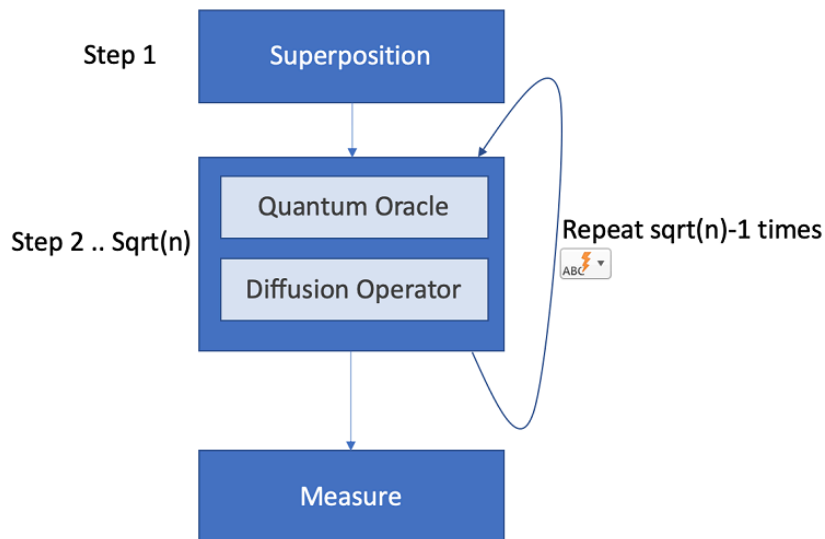 Step 1
Superposition
Quantum Oracle
Step 2 .. Sqrt(n)
Repeat sqrt(n)-1 times
ABC
Diffusion Operator
Measure